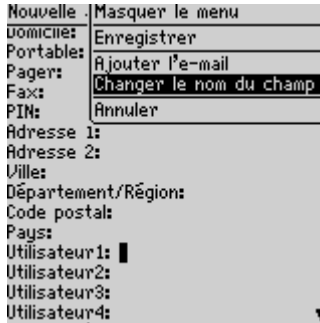 Nouvelle
Masquer le menu
Domicile:
Enregistrer
Portable:
Ajouter l'e-mail
Pager:
Changer le nom du champ
Fax:
PIN:
Annuler
Adresse 1:
Adresse 2:
Ville:
Département/Région:
Code postal:
Pays:
Utilisateur1:
Utilisateur2:
Utilisateur3:
Utilisateur4: